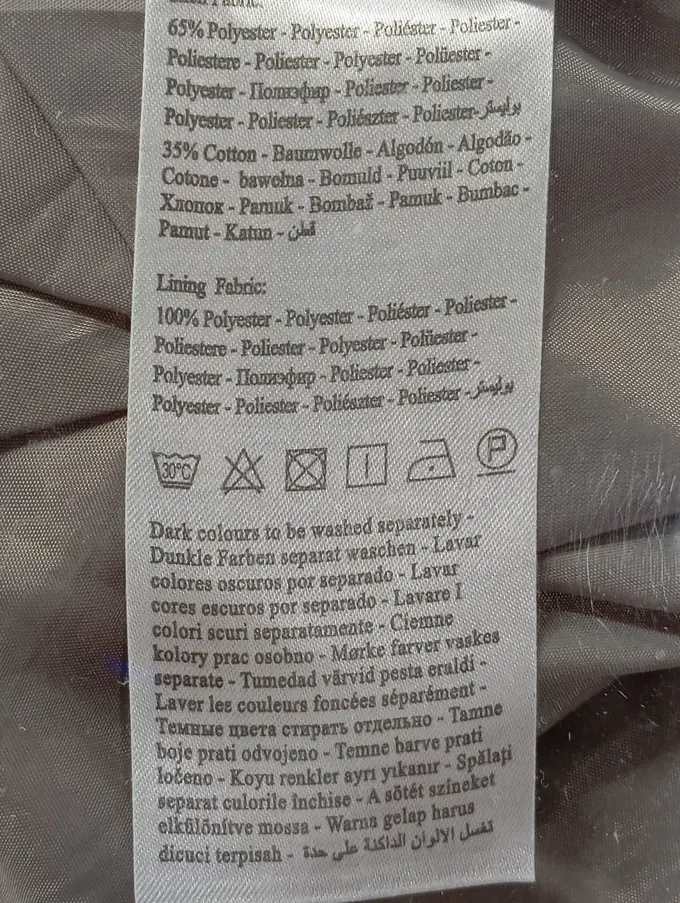 Fabric:
65% Polyester - Polyester - Poliéster - Poliester -
Poliestere - Poliester - Polyester - Polüester -
Polyester - Полиэфир - Poliester - Poliester -
Polyester - Poliester - Poliészter - Poliester - بوليستر
35% Cotton - Baumwolle - Algodón - Algodão -
Cotone - bawełna - Bomuld - Puuviil - Coton -
Хлопок - Pamuk - Bombaž - Pamuk - Bumbac -
Pamut - Katun - قطن
Lining Fabric:
100% Polyester - Polyester - Poliéster - Poliester -
Poliestere - Poliester - Polyester - Polüester -
Polyester - Полиэфир - Poliester - Poliester -
Polyester - Poliester - Poliészter - Poliester - بوليستر
30°C P
Dark colours to be washed separately -
Dunkle Farben separat waschen - Lavar
colores oscuros por separado - Lavar
cores escuros por separado - Lavare I
colori scuri separatamente - Ciemne
kolory prac osobno - Mørke farver vaskes
separate - Tumedad värvid pesta eraldi -
Laver les couleurs foncées séparément -
Темные цвета стирать отдельно - Tamne
boje prati odvojeno - Temne barve prati
ločeno - Koyu renkler ayrı yıkanır - Spălați
separat culorile închise - A sötét színeket
elkülönítve mossa - Warna gelap harus
dicuci terpisah - تغسل الالوان الداكنة على حدة